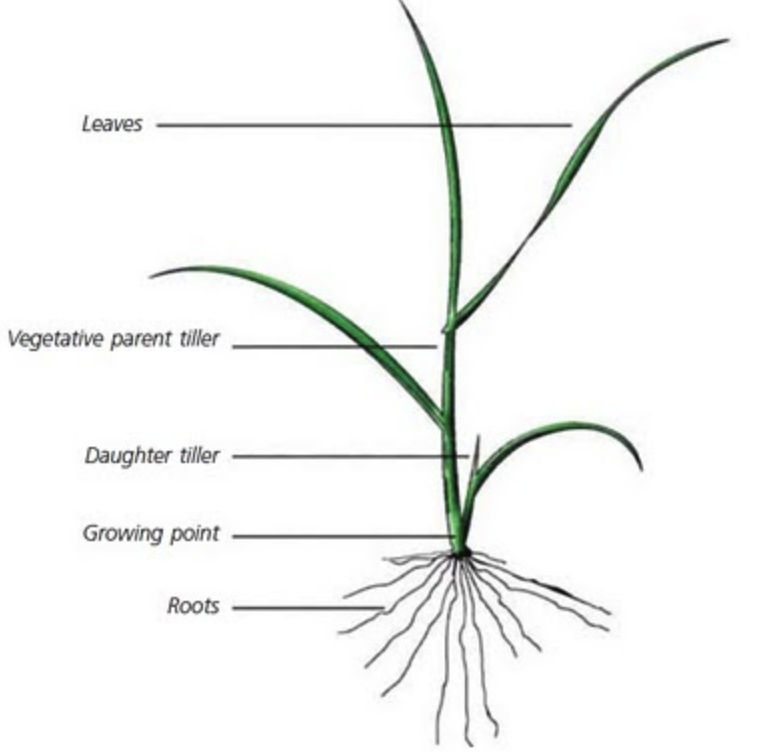 Leaves
Vegetative parent tiller
Daughter tiller
Growing point
Roots